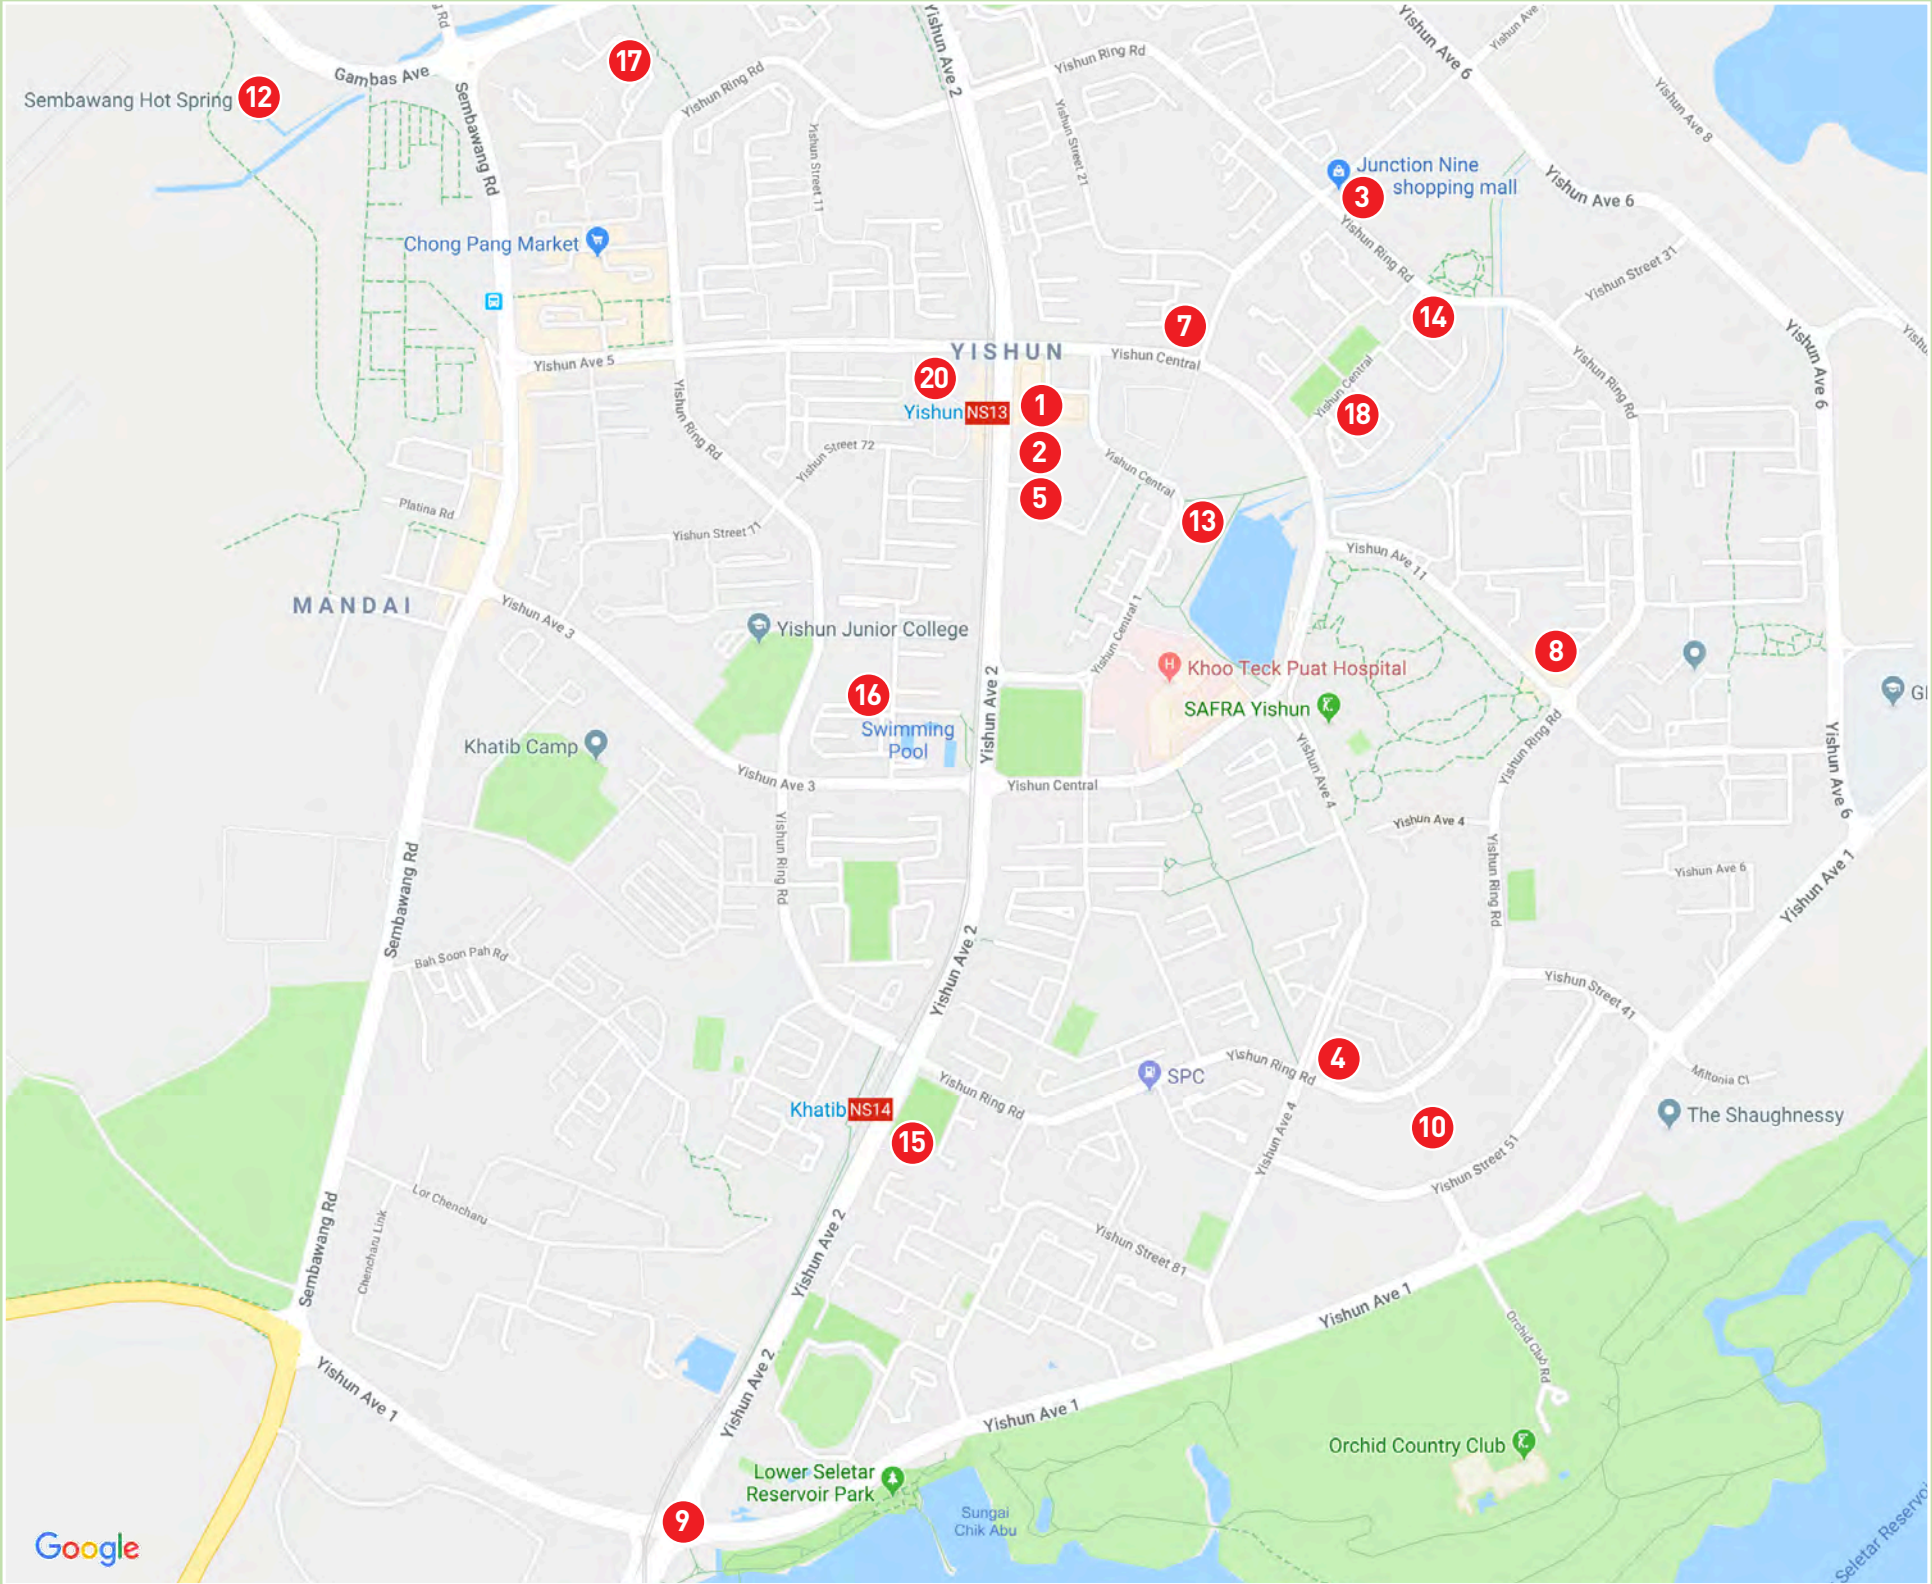 Rd
Yishun Ave 2
Yishun Ave 6
Yishun Ave
Gambas Ave
17
Yishun Ring Rd
Yishun Ring Rd
Sembawang Hot Spring
12
Sembawang Rd
Yishun Ave 8
Yishun Street 11
Yishun Street 21
Junction Nine
shopping mall
3
Yishun Ave 6
Yishun Ring Rd
Chong Pang Market
Yishun Street 31
14
7
YISHUN
Yishun Central
Yishun Ave 5
Yishun Ave 6
Yishun Ring Rd
20
Yishun NS13
1
Yishun Central
18
Yishun Ring Rd
2
Yishun Street 72
Yishun Central
5
Platina Rd
13
Yishun Street 71
Yishun Ave 11
MANDAI
Yishun Ave 3
Yishun Junior College
Yishun Central 1
8
Khoo Teck Puat Hospital
16
SAFRA Yishun
Gl
Swimming
Pool
Yishun Ave 2
Khatib Camp
Yishun Ring Rd
Yishun Ave 4
Yishun Ave 6
Yishun Ave 3
Yishun Central
Yishun Ave 4
Yishun Ring Rd
Yishun Ring Rd
Yishun Ave 6
Yishun Ave 1
Sembawang Rd
Bah Soon Pah Rd
Yishun Ave 2
Yishun Street 41
Yishun Ring Rd
4
SPC
Miltonia Cl
Yishun Ring Rd
Khatib NS14
The Shaughnessy
15
10
Yishun Ave 4
Yishun Street 51
Lor Chencharu
Sembawang Rd
Chencharu Link
Yishun Ave 2
Yishun Street 81
Yishun Ave 1
Orchid Club Rd
Yishun Ave 2
Yishun Ave 1
Yishun Ave 1
Orchid Country Club
Lower Seletar
Reservoir Park
Sungai
Chik Abu
9
Google
Seletar Reservoi